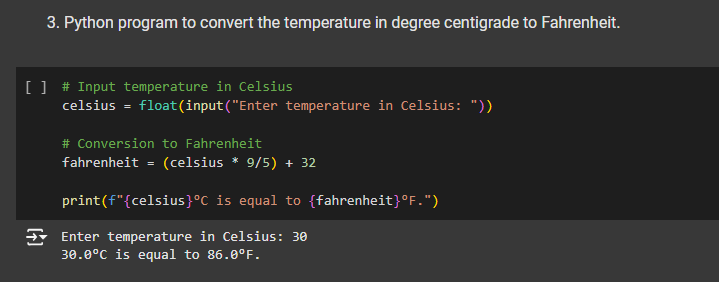 3. Python program to convert the temperature in degree centigrade to Fahrenheit.
[ ] # Input temperature in Celsius
celsius = float(input("Enter temperature in Celsius: "))
# Conversion to Fahrenheit
fahrenheit = (celsius * 9/5) + 32
print(f"{celsius}°C is equal to {fahrenheit}°F.")
Enter temperature in Celsius: 30
30.0°C is equal to 86.0°F.